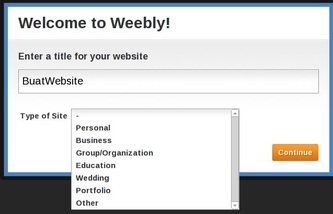 Welcome to Weebly!
Enter a title for your website
BuatWebsite
Type of Site
-
Personal
Business
Group/Organization
Education
Wedding
Portfolio
Other
Continue